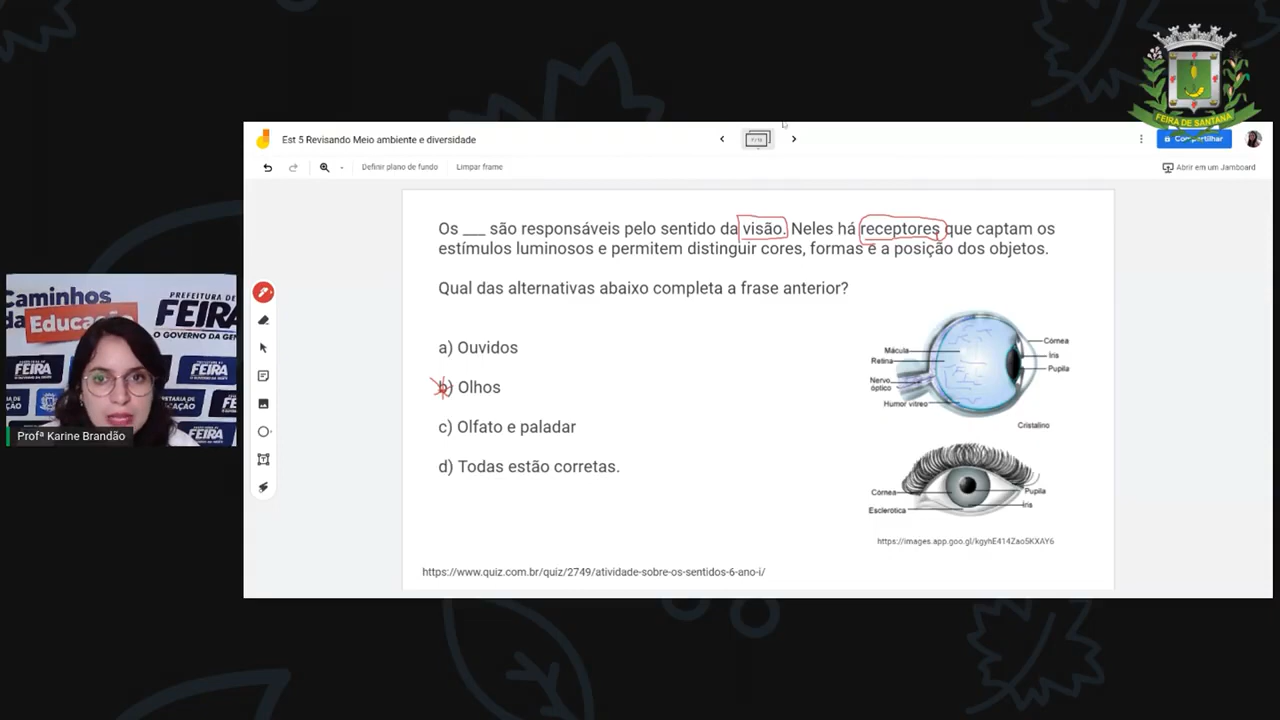 FEIRA DE SANTANA
Est 5 Revisando Meio ambiente e diversidade
Compartilhar
Definir plano de fundo
Limpar frame
Abrir em um Jamboard
Os ___ são responsáveis pelo sentido da visão. Neles há receptores que captam os
estímulos luminosos e permitem distinguir cores, formas e a posição dos objetos.
Qual das alternativas abaixo completa a frase anterior?
a) Ouvidos
b) Olhos
c) Olfato e paladar
d) Todas estão corretas.
Mácula
Retina
Nervo
óptico
Humor vítreo
Córnea
Íris
Pupila
Cristalino
Córnea
Esclerótica
Pupila
Íris
https://images.app.goo.gl/kgyhE414Zao5KXAY6
https://www.quiz.com.br/quiz/2749/atividade-sobre-os-sentidos-6-ano-i/
Caminhos
da Educação
PREFEITURA DE
FEIRA
O GOVERNO DA GEN
FEIRA
FEIRA
Profª Karine Brandão